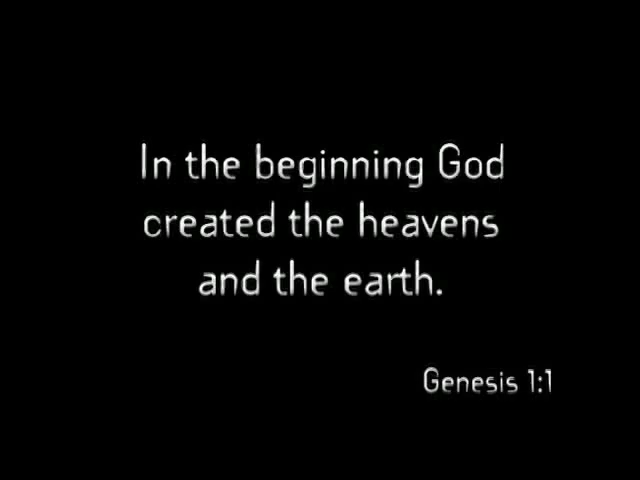 In the beginning God
created the heavens
and the earth.
Genesis 1:1